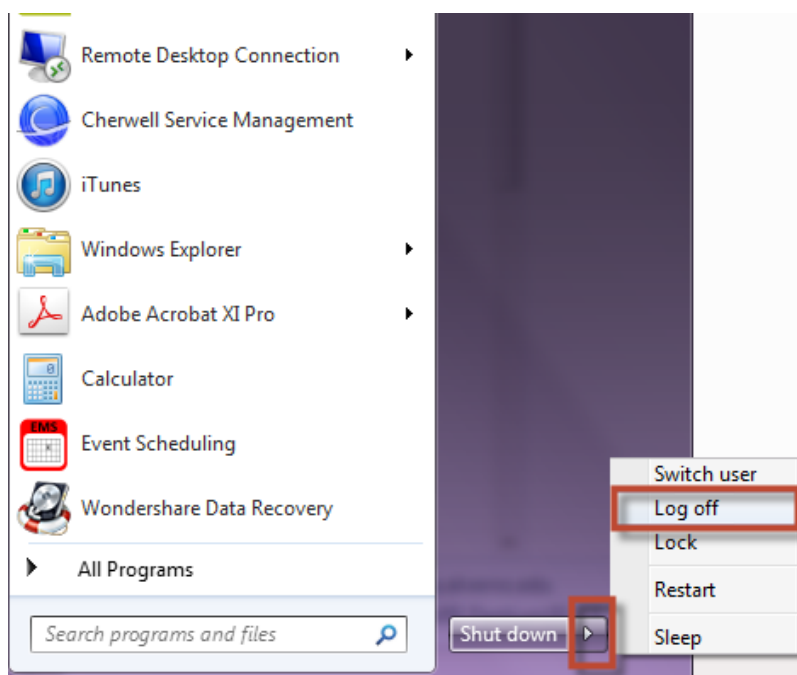 Remote Desktop Connection
Cherwell Service Management
iTunes
Windows Explorer
Adobe Acrobat XI Pro
Calculator
EMS
Event Scheduling
Wondershare Data Recovery
All Programs
Search programs and files
Shut down
Switch user
Log off
Lock
Restart
Sleep